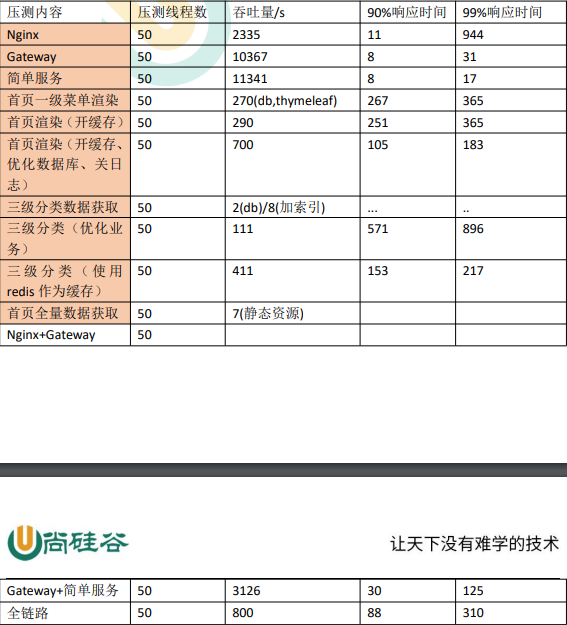 压测内容 压测线程数 吞吐量/s 90%响应时间 99%响应时间
Nginx 50 2335 11 944
Gateway 50 10367 8 31
简单服务 50 11341 8 17
首页一级菜单渲染 50 270(db,thymeleaf) 267 365
首页渲染（开缓存） 50 290 251 365
首页渲染（开缓存、 50 700 105 183
优化数据库、关日
志）
三级分类数据获取 50 2(db)/8(加索引) ... ..
三级分类（优化业 50 111 571 896
务）
三级分类（使用 50 411 153 217
redis 作为缓存）
首页全量数据获取 50 7(静态资源)
Nginx+Gateway 50
尚硅谷 让天下没有难学的技术
Gateway+简单服务 50 3126 30 125
全链路 50 800 88 310